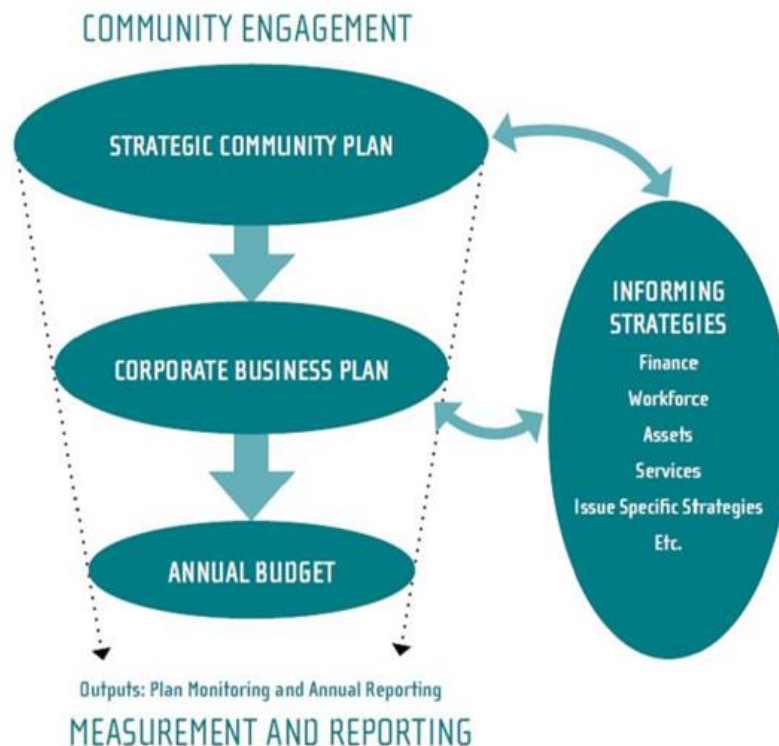 COMMUNITY ENGAGEMENT
STRATEGIC COMMUNITY PLAN
CORPORATE BUSINESS PLAN
ANNUAL BUDGET
INFORMING
STRATEGIES
Finance
Workforce
Assets
Services
Issue Specific Strategies
Etc.
Outputs: Plan Monitoring and Annual Reporting
MEASUREMENT AND REPORTING